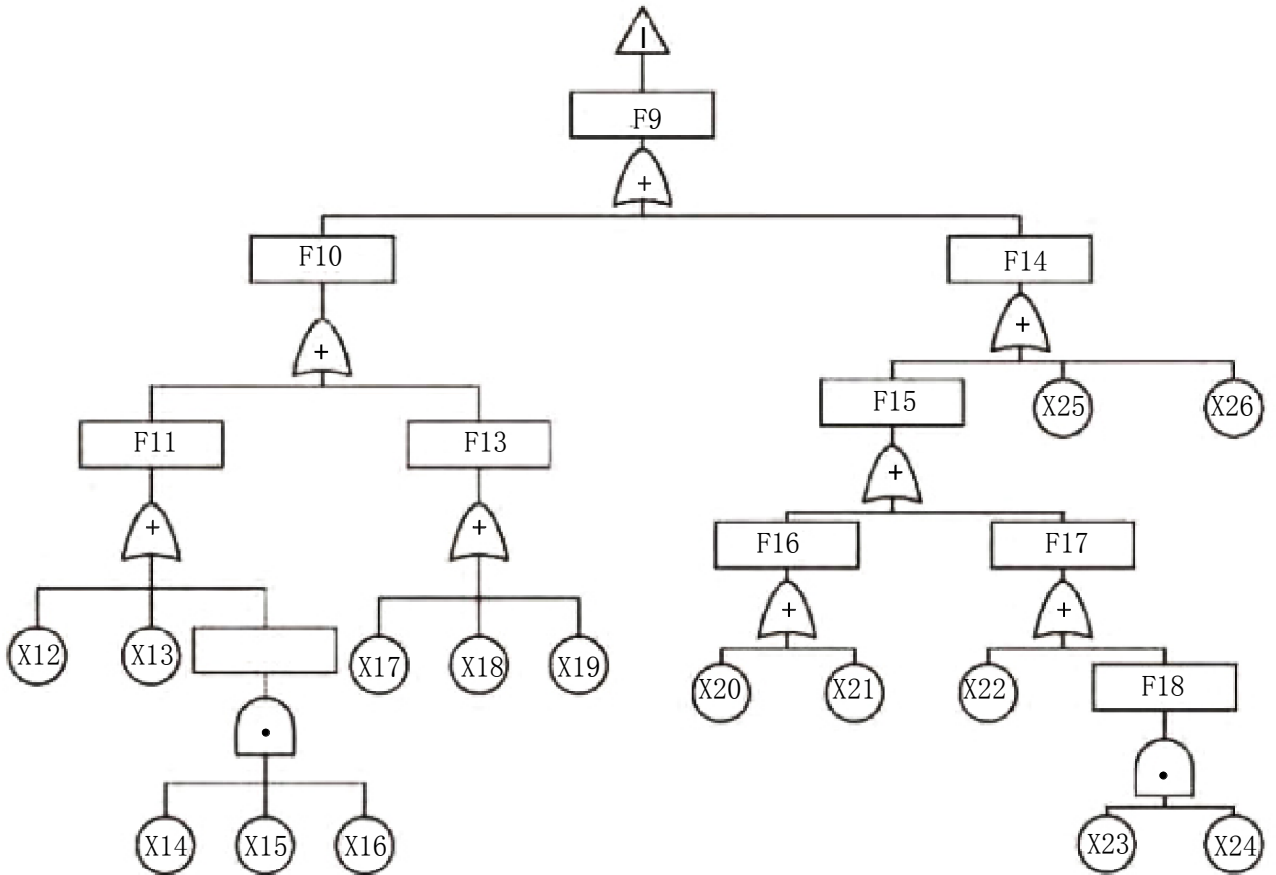 I
F9
+
F10
F14
+
+
F15
X25
X26
F11
F13
+
+
+
F16
F17
+
+
X12
X13
X17
X18
X19
X20
X21
X22
F18
X14
X15
X16
X23
X24